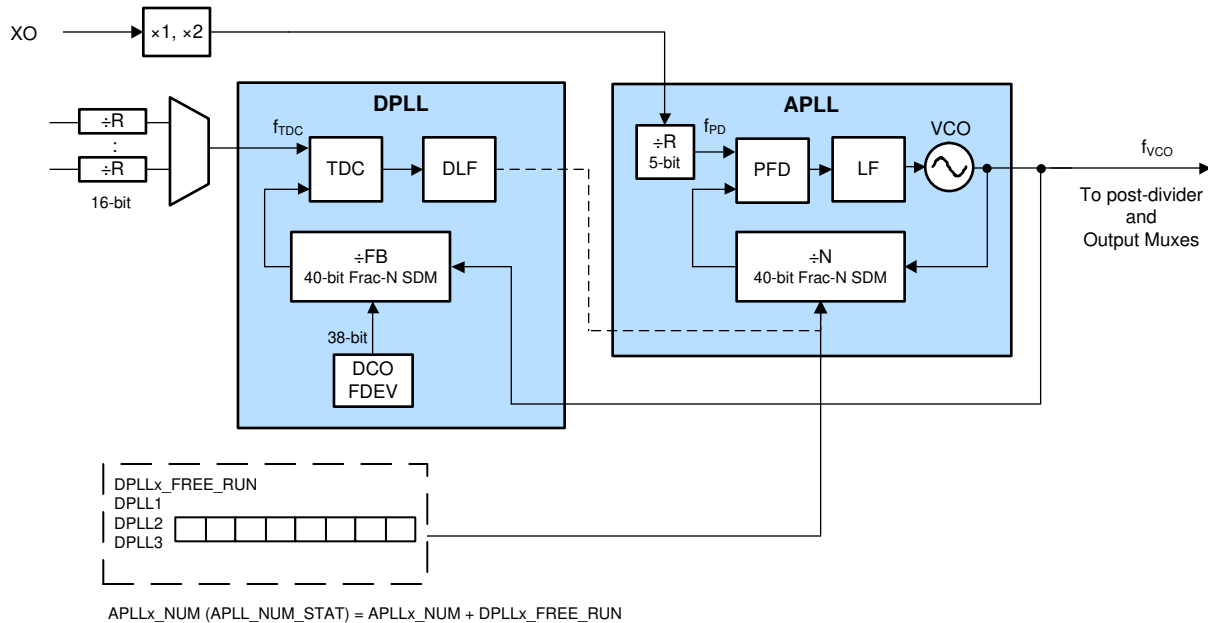 XO
×1, ×2
÷R
:
÷R
16-bit
DPLL
fTDC
TDC
DLF
÷FB
40-bit Frac-N SDM
38-bit
DCO
FDEV
APLL
÷R
5-bit
fPD
PFD
LF
VCO
÷N
40-bit Frac-N SDM
fVCO
To post-divider
and
Output Muxes
DPLLx_FREE_RUN
DPLL1
DPLL2
DPLL3
APLLx_NUM (APLL_NUM_STAT) = APLLx_NUM + DPLLx_FREE_RUN